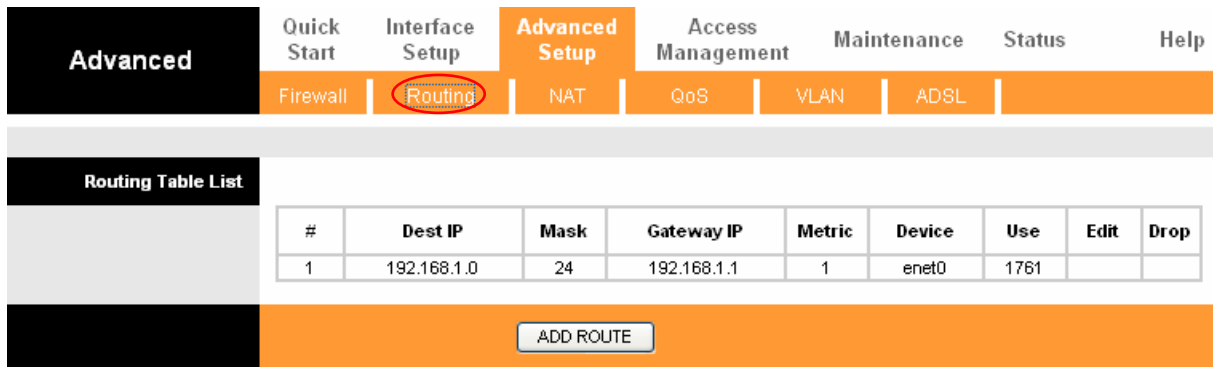 Advanced
Quick Start
Interface Setup
Advanced Setup
Access Management
Maintenance
Status
Help
Firewall
Routing
NAT
QoS
VLAN
ADSL
Routing Table List
# Dest IP Mask Gateway IP Metric Device Use Edit Drop
1 192.168.1.0 24 192.168.1.1 1 enet0 1761
ADD ROUTE